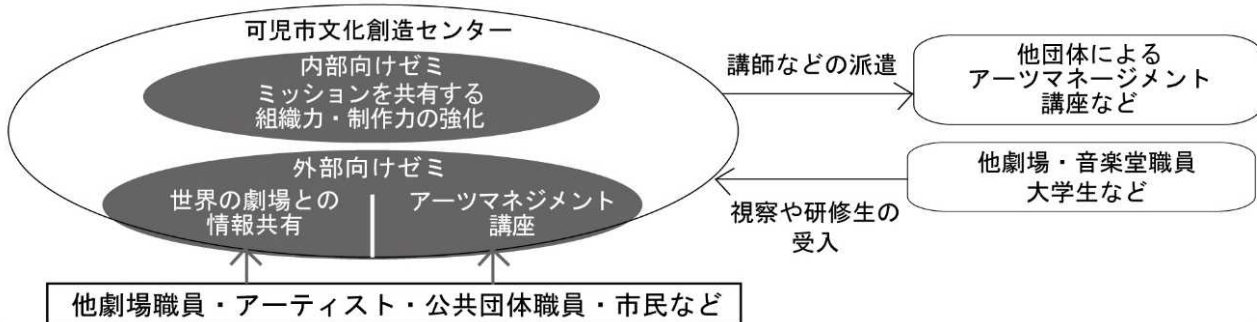 可児市文化創造センター
内部向けゼミ
ミッションを共有する
組織力・制作力の強化
外部向けゼミ
世界の劇場との
情報共有
アーツマネジメント
講座
講師などの派遣
他団体による
アーツマネージメント
講座など
他劇場・音楽堂職員
大学生など
視察や研修生の
受入
他劇場職員・アーティスト・公共団体職員・市民など